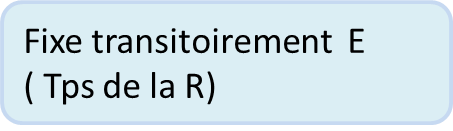 Fixe transitoirement  E
( Tps de la R)